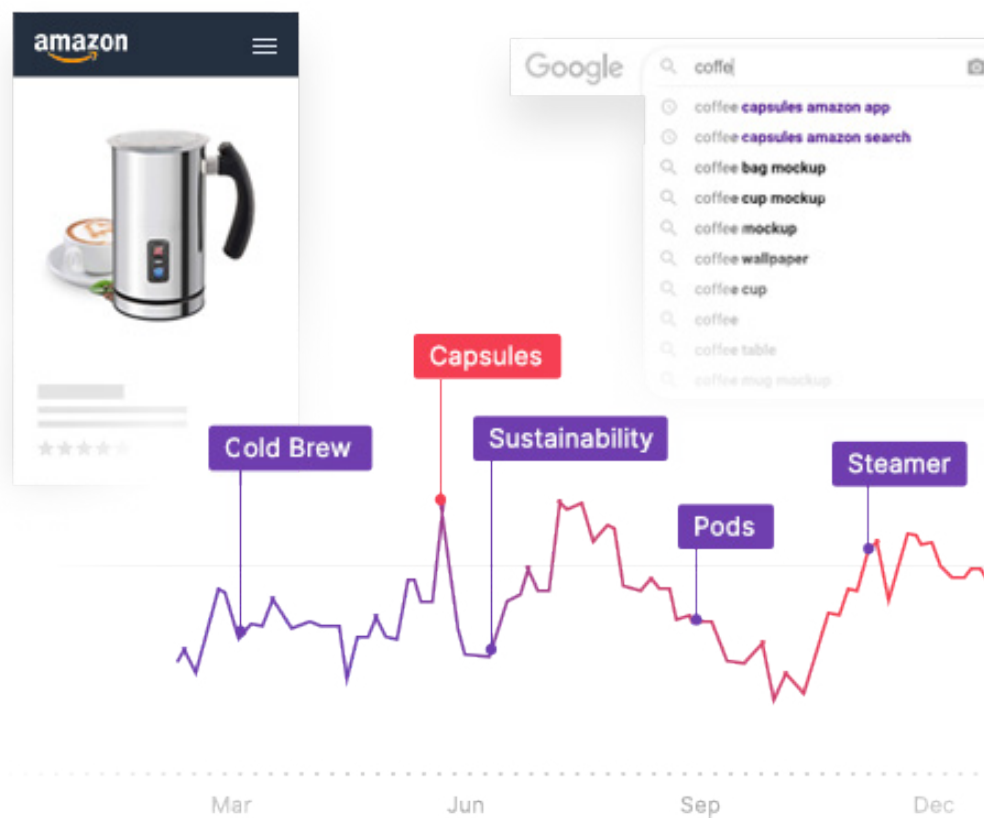 amazon
Google
coffe
coffee capsules amazon app
coffee capsules amazon search
coffee bag mockup
coffee cup mockup
coffee mockup
coffee wallpaper
coffee cup
coffee
coffee table
coffee mug mockup
Capsules
Cold Brew
Sustainability
Steamer
Pods
Mar
Jun
Sep
Dec